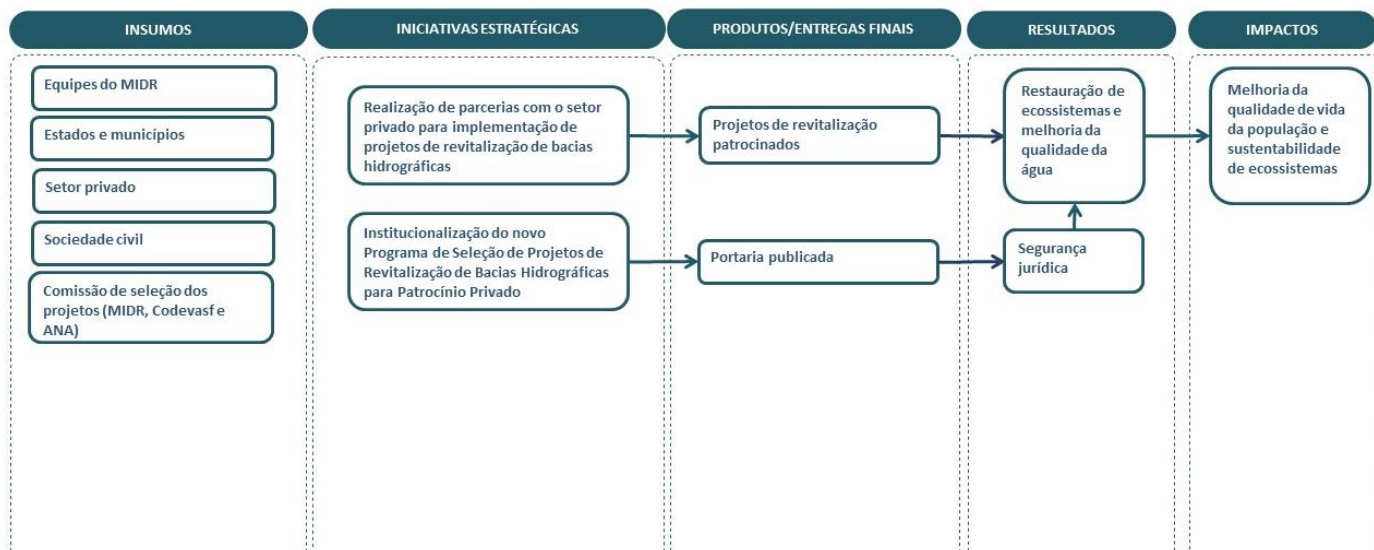 INSUMOS
Equipes do MIDR
Estados e municípios
Setor privado
Sociedade civil
Comissão de seleção dos
projetos (MIDR, Codevasf e
ANA)
INICIATIVAS ESTRATÉGICAS
Realização de parcerias com o setor
privado para implementação de
projetos de revitalização de bacias
hidrográficas
Institucionalização do novo
Programa de Seleção de Projetos de
Revitalização de Bacias Hidrográficas
para Patrocínio Privado
PRODUTOS/ENTREGAS FINAIS
Projetos de revitalização
patrocinados
Portaria publicada
RESULTADOS
Restauração de
ecossistemas e
melhoria da
qualidade da
água
Segurança
jurídica
IMPACTOS
Melhoria da
qualidade de vida
da população e
sustentabilidade
de ecossistemas